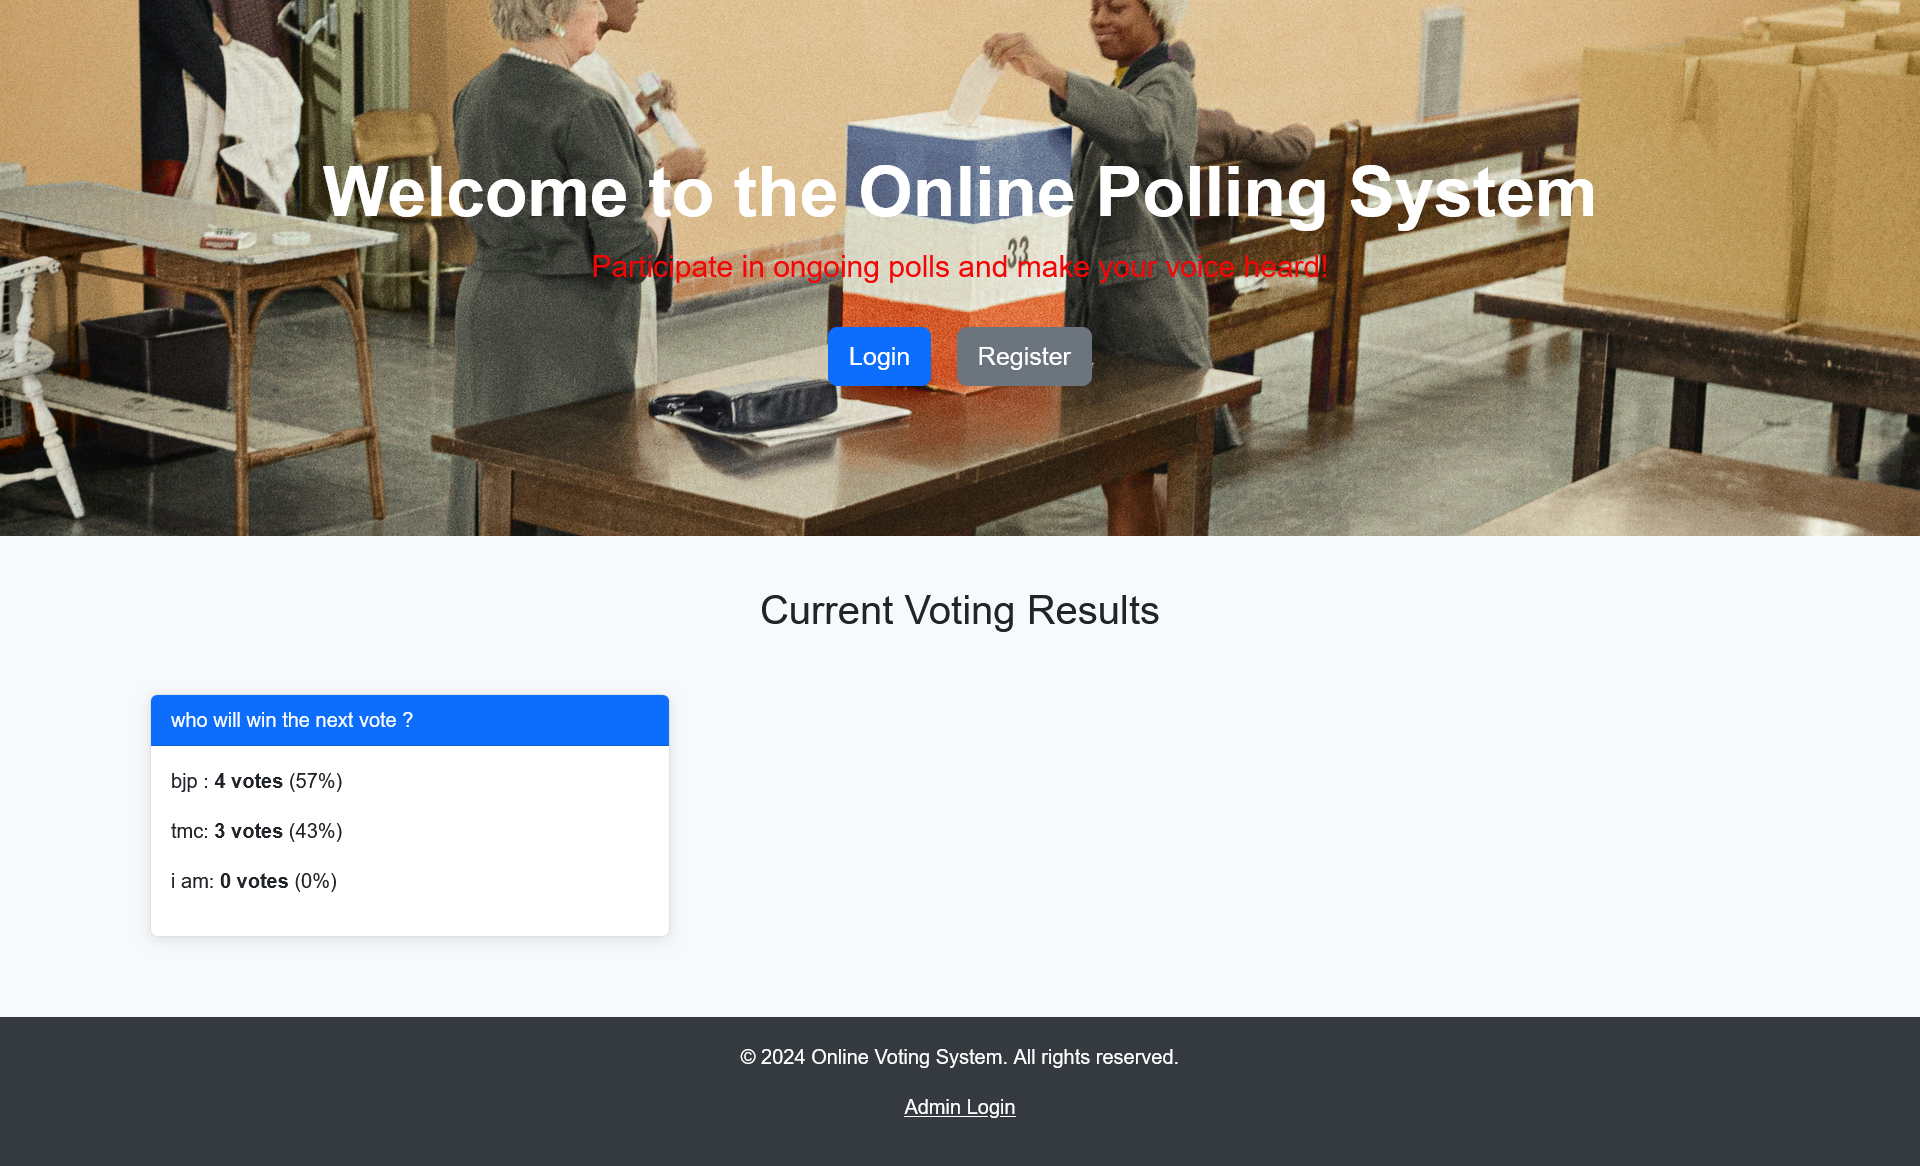 Welcome to the Online Polling System
33
Participate in ongoing polls and make your voice heard!
Login
Register
Current Voting Results
who will win the next vote ?
bjp : 4 votes (57%)
tmc: 3 votes (43%)
i am: 0 votes (0%)
© 2024 Online Voting System. All rights reserved.
Admin Login